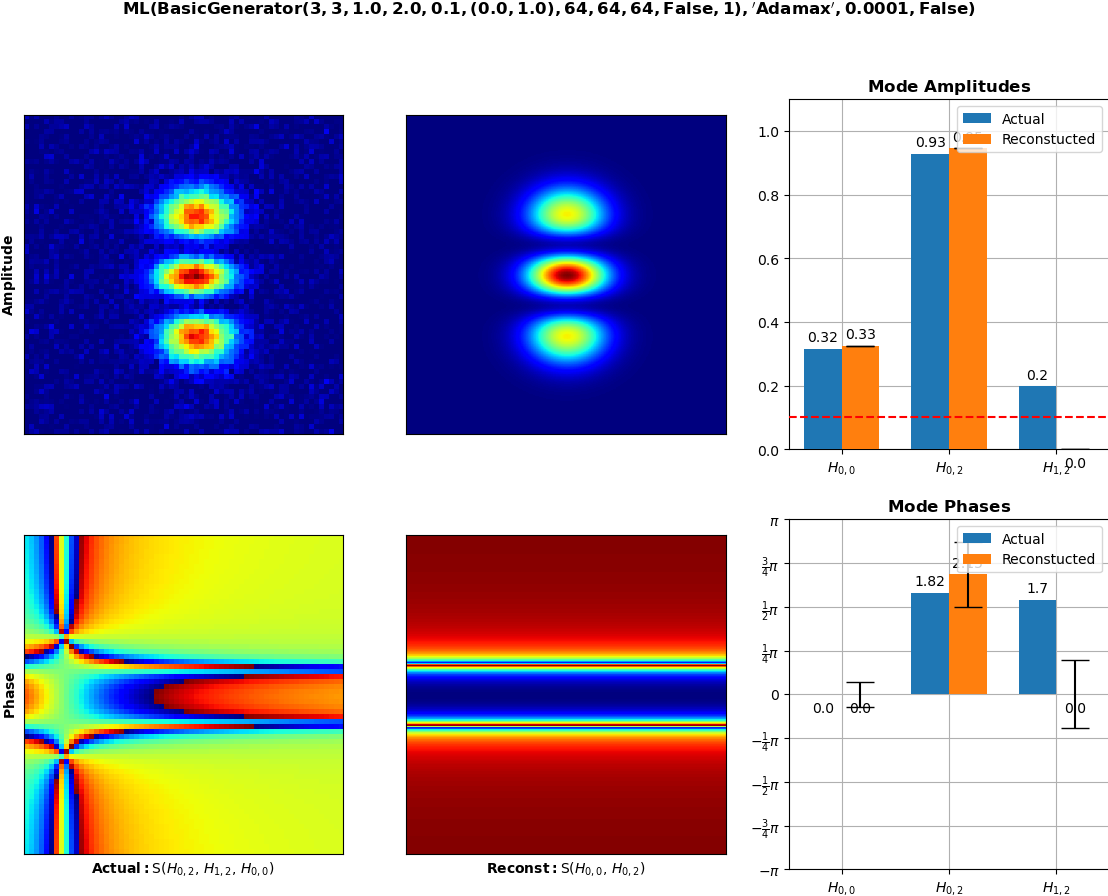 ML(BasicGenerator(3, 3, 1.0, 2.0, 0.1, (0.0, 1.0), 64, 64, 64, False, 1), 'Adamax', 0.0001, False)
Amplitude
Mode Amplitudes
Actual
Reconstucted
1.0
0.8
0.6
0.4
0.2
0.0
0.32
0.33
0.93
0.2
0.0
H0,0
H0,2
H1,2
Phase
Actual: S(H0,2, H1,2, H0,0)
Reconst: S(H0,0, H0,2)
Mode Phases
Actual
Reconstucted
π
3/4π
1/2π
1/4π
0
−1/4π
−1/2π
−3/4π
−π
0.0
0.0
1.82
1.7
0.0
H0,0
H0,2
H1,2